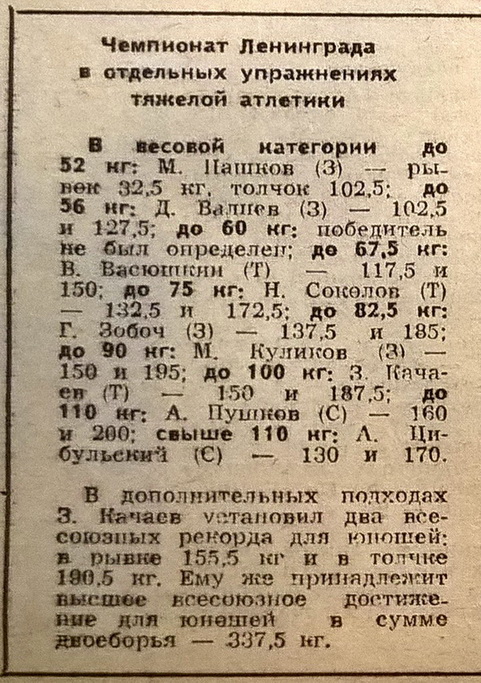 Чемпионат Ленинграда
в отдельных упражнениях
тяжелой атлетики
В весовой категории до
52 кг: М. Пашков (З) — ры-
вок 32,5 кг, толчок 102,5; до
56 кг: Д. Валиев (З) — 102,5
и 127,5; до 60 кг: победитель
не был определен; до 67,5 кг:
В. Васюшкин (Т) — 117,5 и
150; до 75 кг: Н. Соколов (Т)
— 132,5 и 172,5; до 82,5 кг:
Г. Зобоч (З) — 137,5 и 185;
до 90 кг: М. Куликов (З) —
150 и 195; до 100 кг: З. Кача-
ев (Т) — 150 и 187,5; до
110 кг: А. Пушков (С) — 160
и 200; свыше 110 кг: А. Ци-
бульский (С) — 130 и 170.
В дополнительных подходах
З. Качаев установил два все-
союзных рекорда для юношей:
в рывке 155,5 кг и в толчке
190,5 кг. Ему же принадлежит
высшее всесоюзное достиже-
ние для юношей в сумме
двоеборья — 337,5 кг.